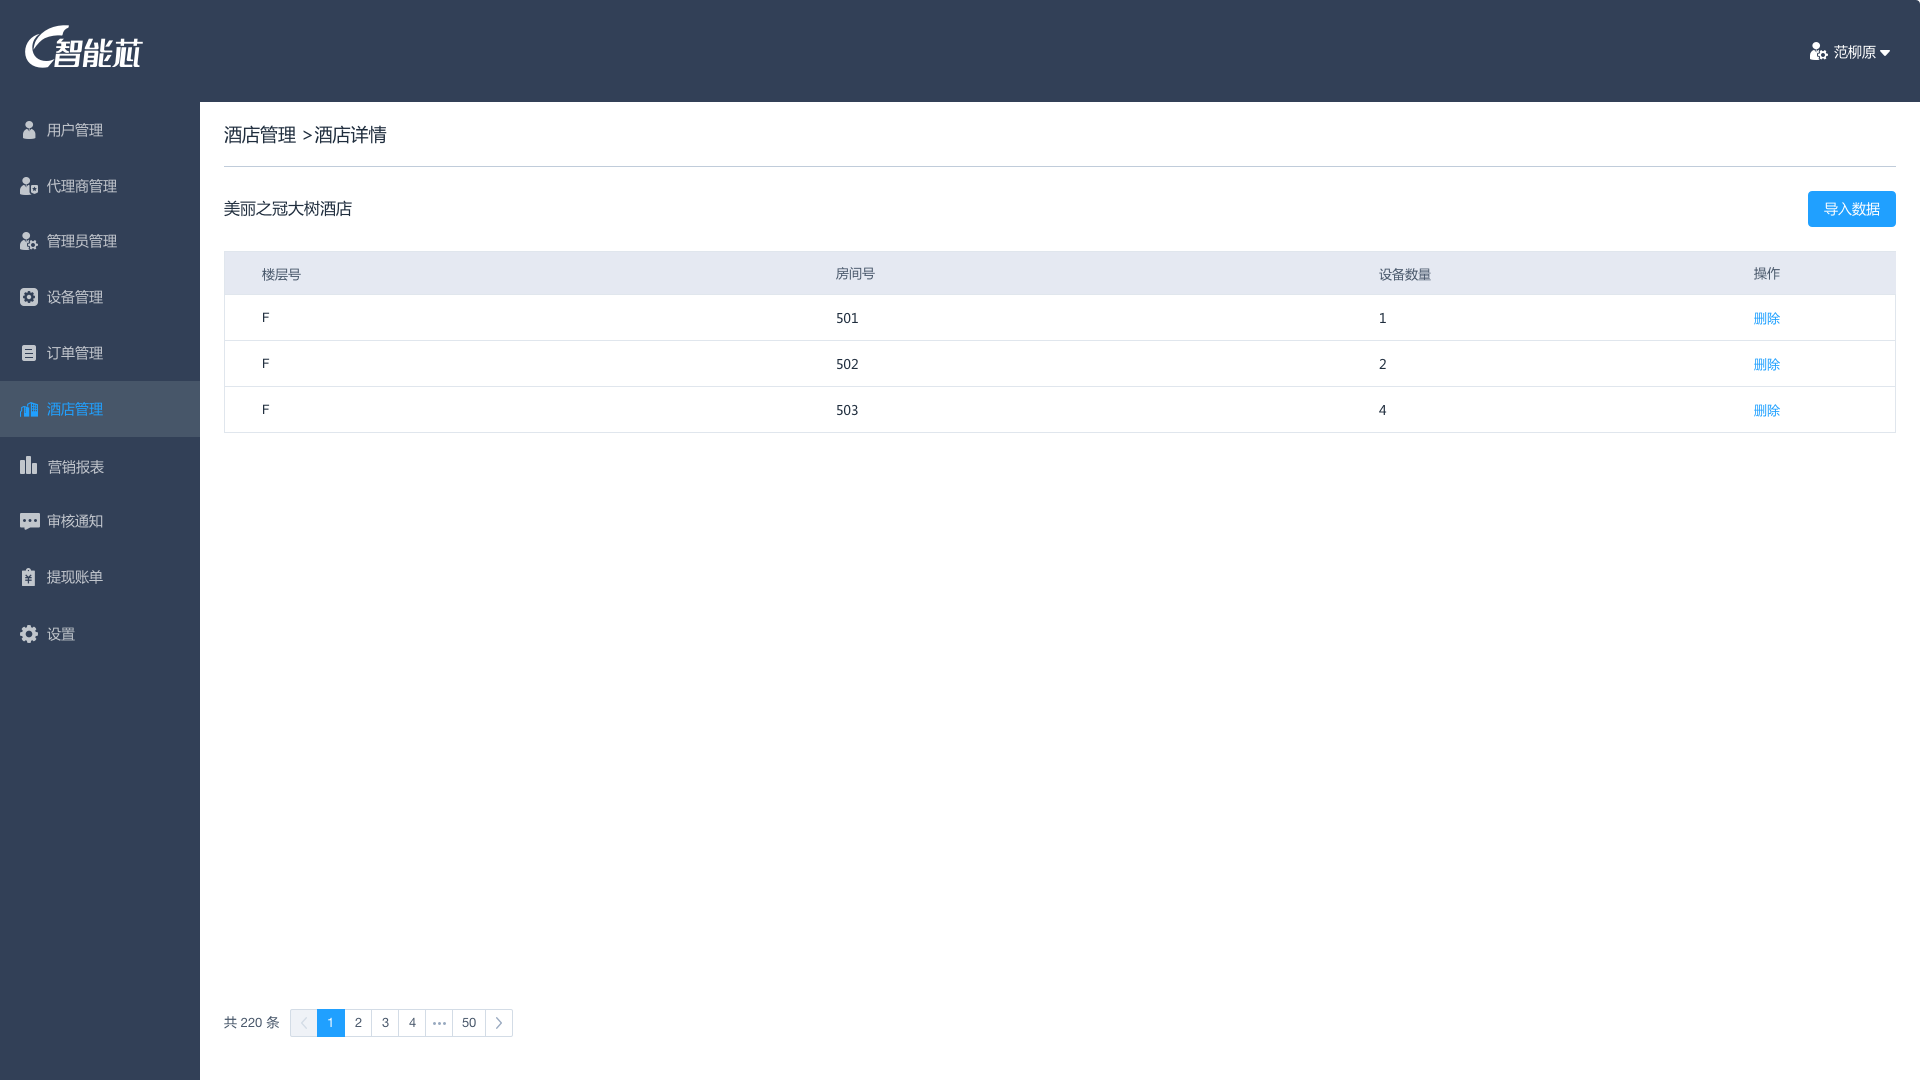 智能芯
范柳原
用户管理
代理商管理
管理员管理
设备管理
订单管理
酒店管理
营销报表
审核通知
提现账单
设置
酒店管理 >酒店详情
美丽之冠大树酒店
导入数据
楼层号 房间号 设备数量 操作
F 501 1 删除
F 502 2 删除
F 503 4 删除
共 220 条 1 2 3 4 ••• 50